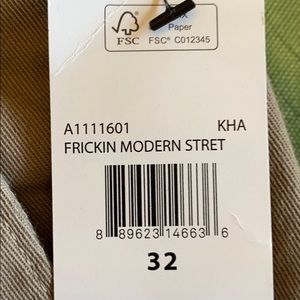 Paper
FSC
FSC® C012345
A1111601 KHA
FRICKIN MODERN STRET
8 89623 14663 6
32